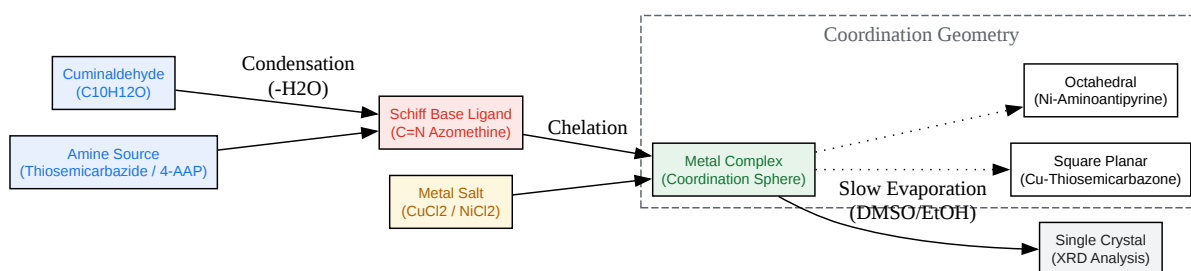 Coordination Geometry
Cuminaldehyde
(C10H12O)
Condensation
(-H2O)
Amine Source
(Thiosemicarbazide / 4-AAP)
Schiff Base Ligand
(C=N Azomethine)
Chelation
Metal Salt
(CuCl2 / NiCl2)
Metal Complex
(Coordination Sphere)
Octahedral
(Ni-Aminoantipyrine)
Square Planar
(Cu-Thiosemicarbazone)
Slow Evaporation
(DMSO/EtOH)
Single Crystal
(XRD Analysis)